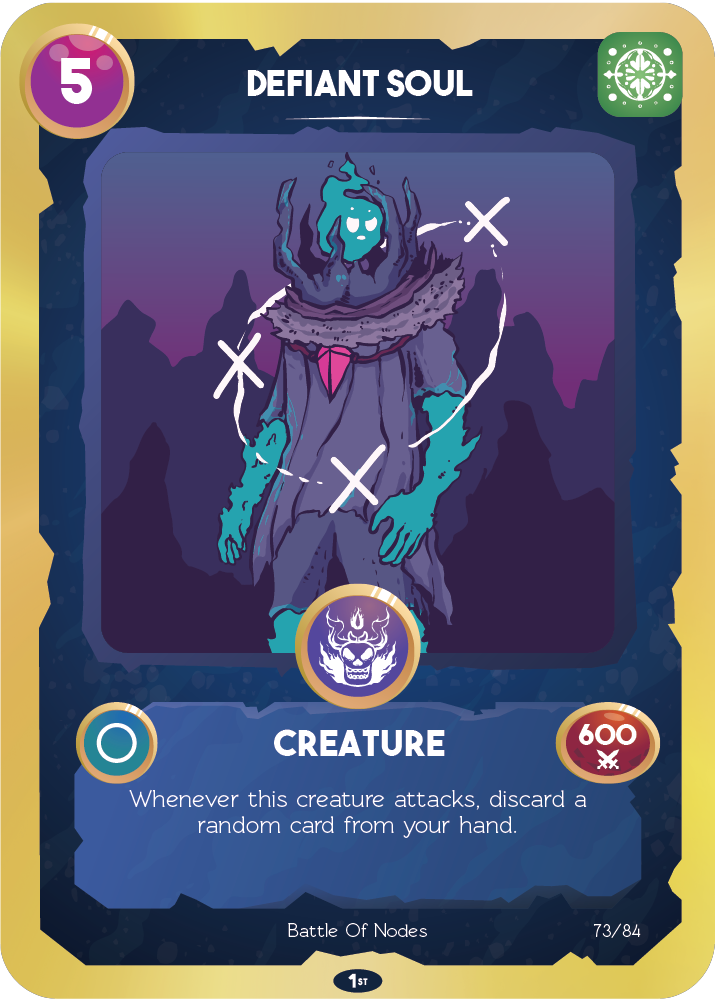 5
DEFIANT SOUL
CREATURE
600
Whenever this creature attacks, discard a
random card from your hand.
Battle Of Nodes
73/84
1ST